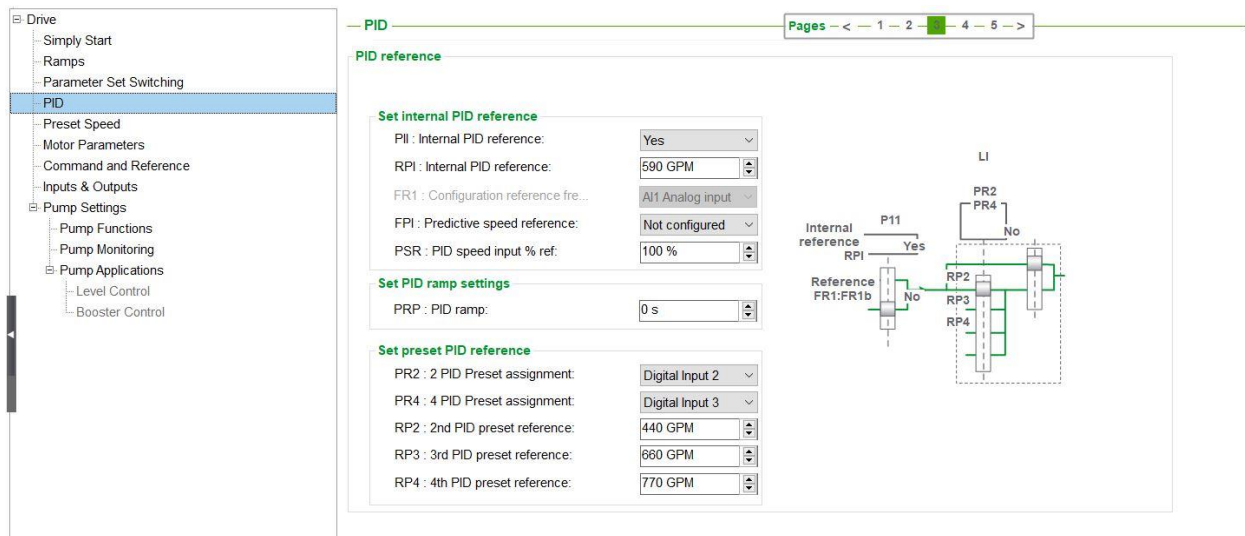 Drive
Simply Start
Ramps
Parameter Set Switching
PID
Preset Speed
Motor Parameters
Command and Reference
Inputs & Outputs
Pump Settings
Pump Functions
Pump Monitoring
Pump Applications
Level Control
Booster Control
PID
Pages < 1 2 3 4 5 >
PID reference
Set internal PID reference
PII : Internal PID reference: Yes
RPI : Internal PID reference: 590 GPM
FR1 : Configuration reference fre... AI1 Analog input
FPI : Predictive speed reference: Not configured
PSR : PID speed input % ref: 100 %
Set PID ramp settings
PRP : PID ramp: 0 s
Set preset PID reference
PR2 : 2 PID Preset assignment: Digital Input 2
PR4 : 4 PID Preset assignment: Digital Input 3
RP2 : 2nd PID preset reference: 440 GPM
RP3 : 3rd PID preset reference: 660 GPM
RP4 : 4th PID preset reference: 770 GPM
LI
PR2
PR4
No
P11
Internal
reference
Yes
RPI
Reference
FR1:FR1b
No
RP2
RP3
RP4